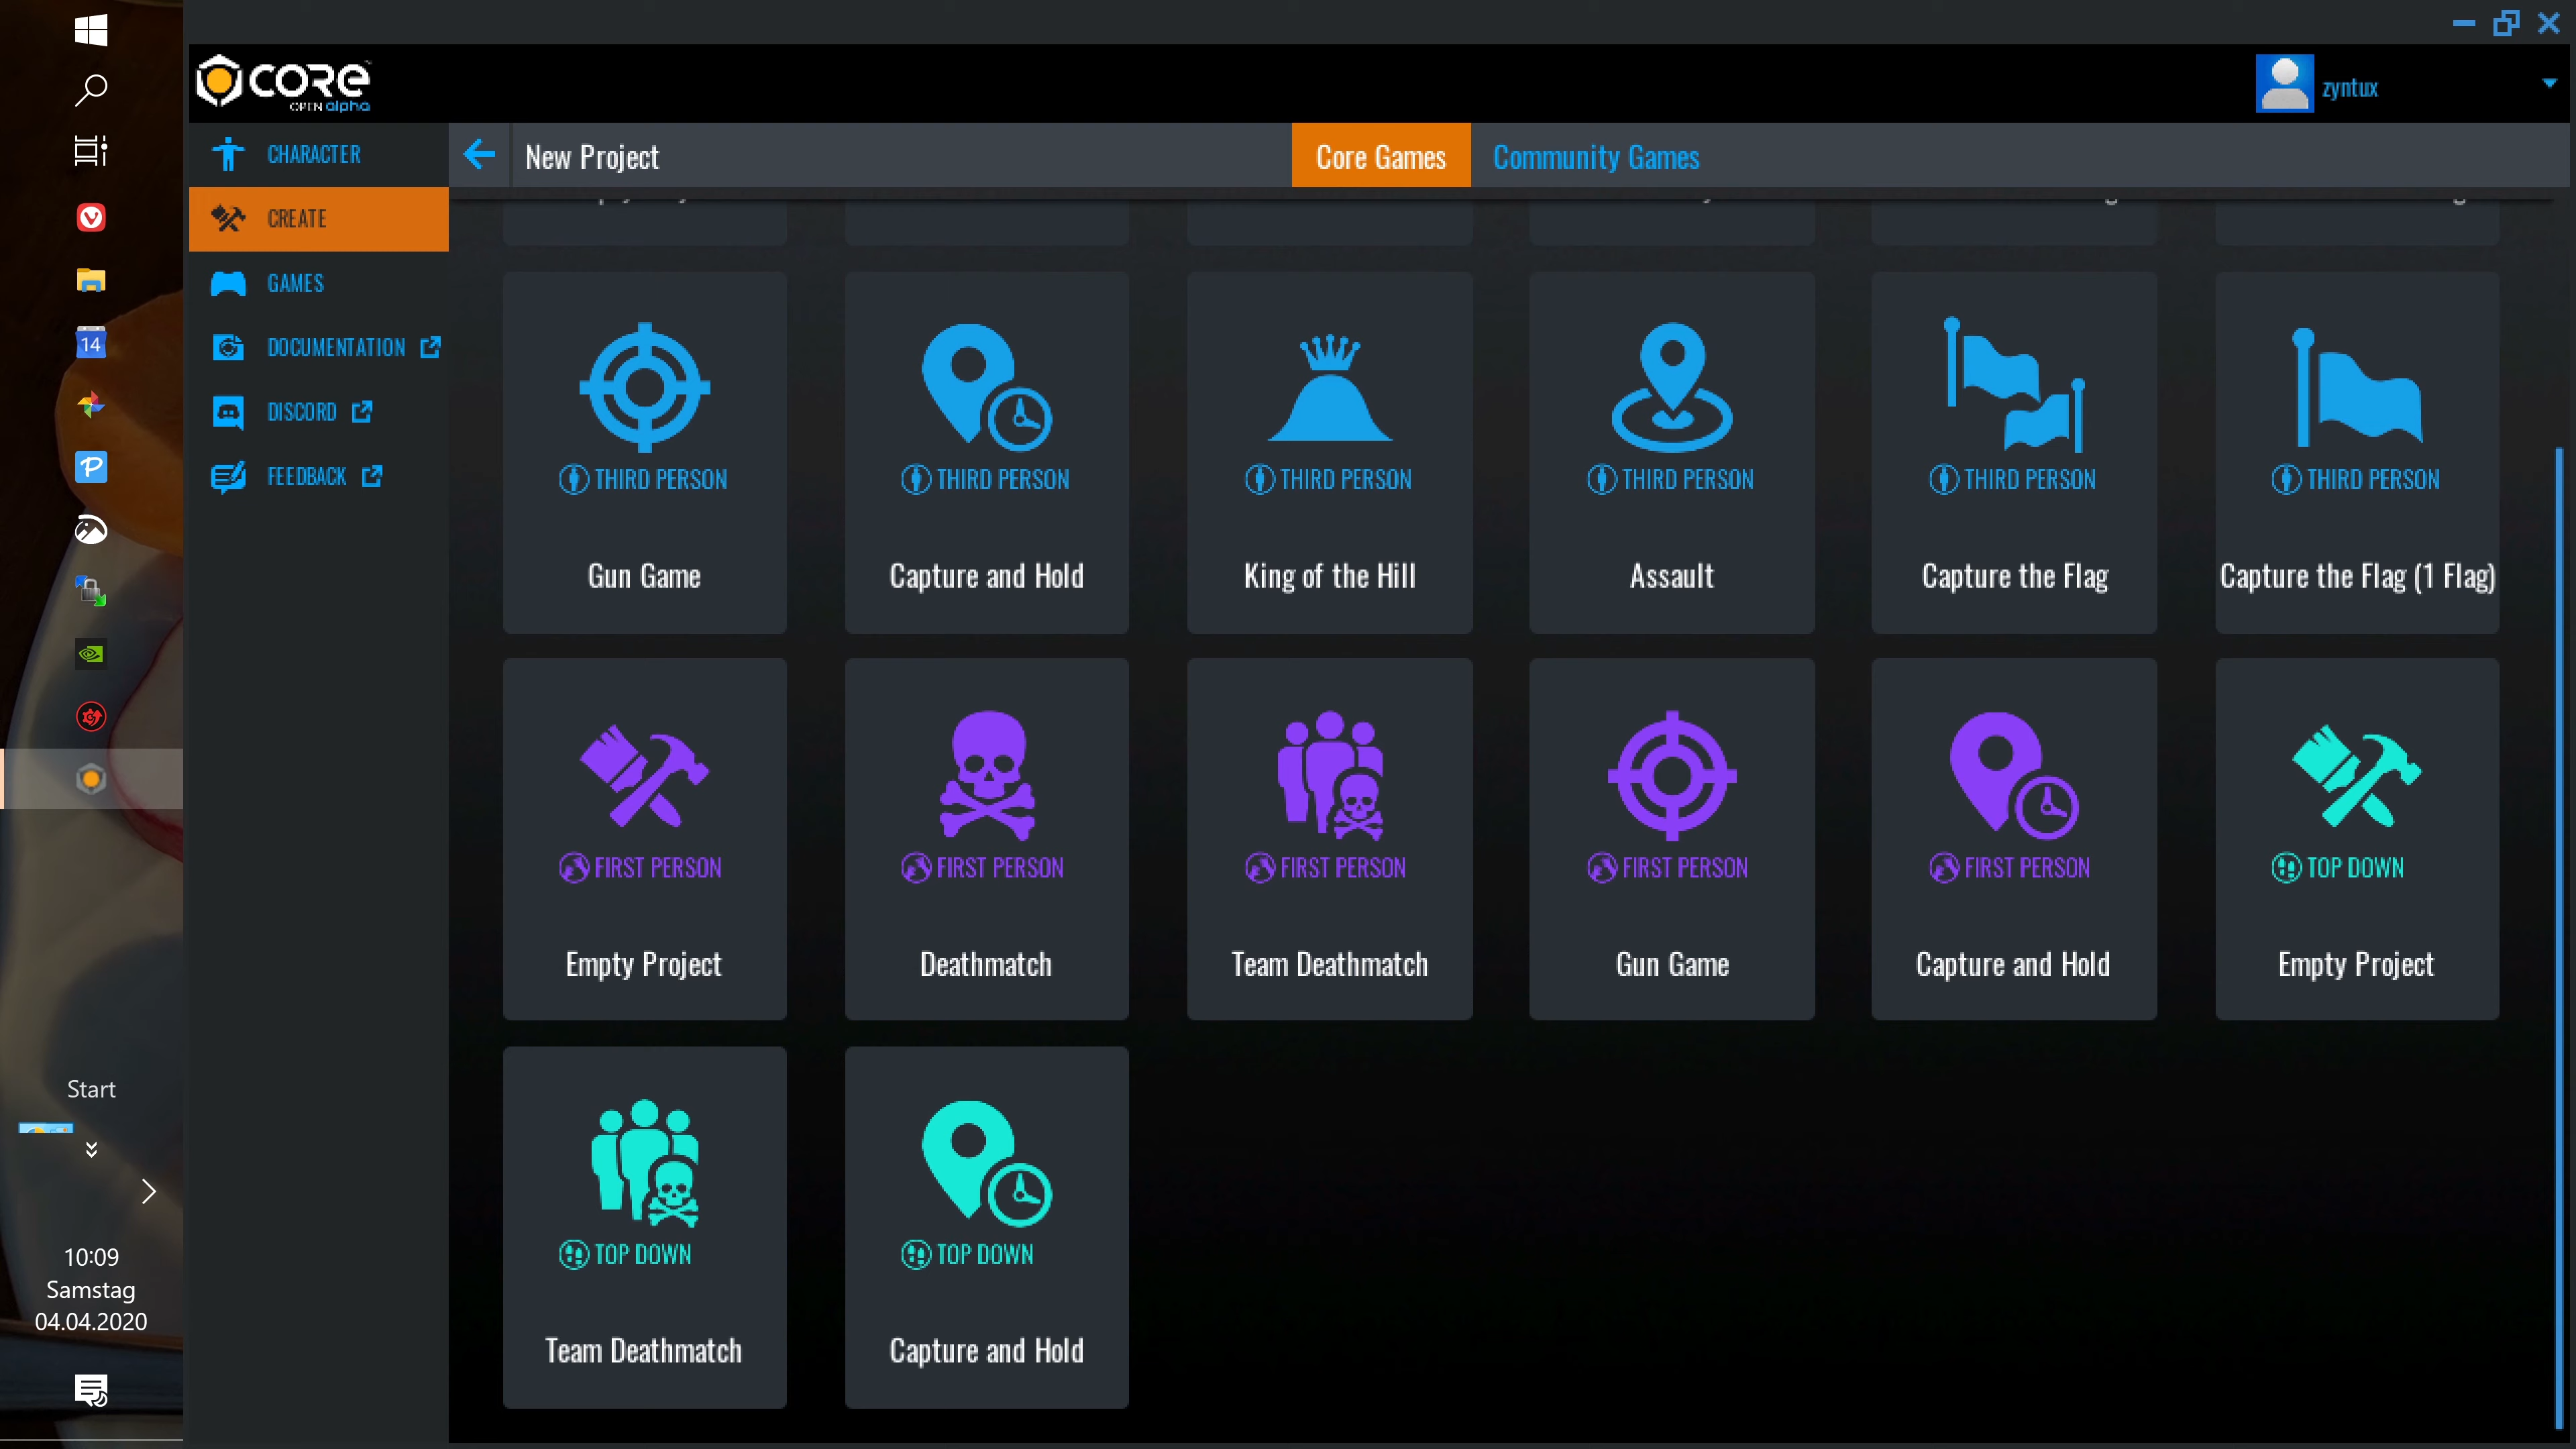 CORE
OPEN alpha
zyntux
CHARACTER
New Project
Core Games
Community Games
CREATE
GAMES
DOCUMENTATION
DISCORD
FEEDBACK
14
THIRD PERSON
THIRD PERSON
THIRD PERSON
THIRD PERSON
THIRD PERSON
THIRD PERSON
Gun Game
Capture and Hold
King of the Hill
Assault
Capture the Flag
Capture the Flag (1 Flag)
FIRST PERSON
FIRST PERSON
FIRST PERSON
FIRST PERSON
FIRST PERSON
TOP DOWN
Empty Project
Deathmatch
Team Deathmatch
Gun Game
Capture and Hold
Empty Project
TOP DOWN
TOP DOWN
Team Deathmatch
Capture and Hold
Start
10:09
Samstag
04.04.2020